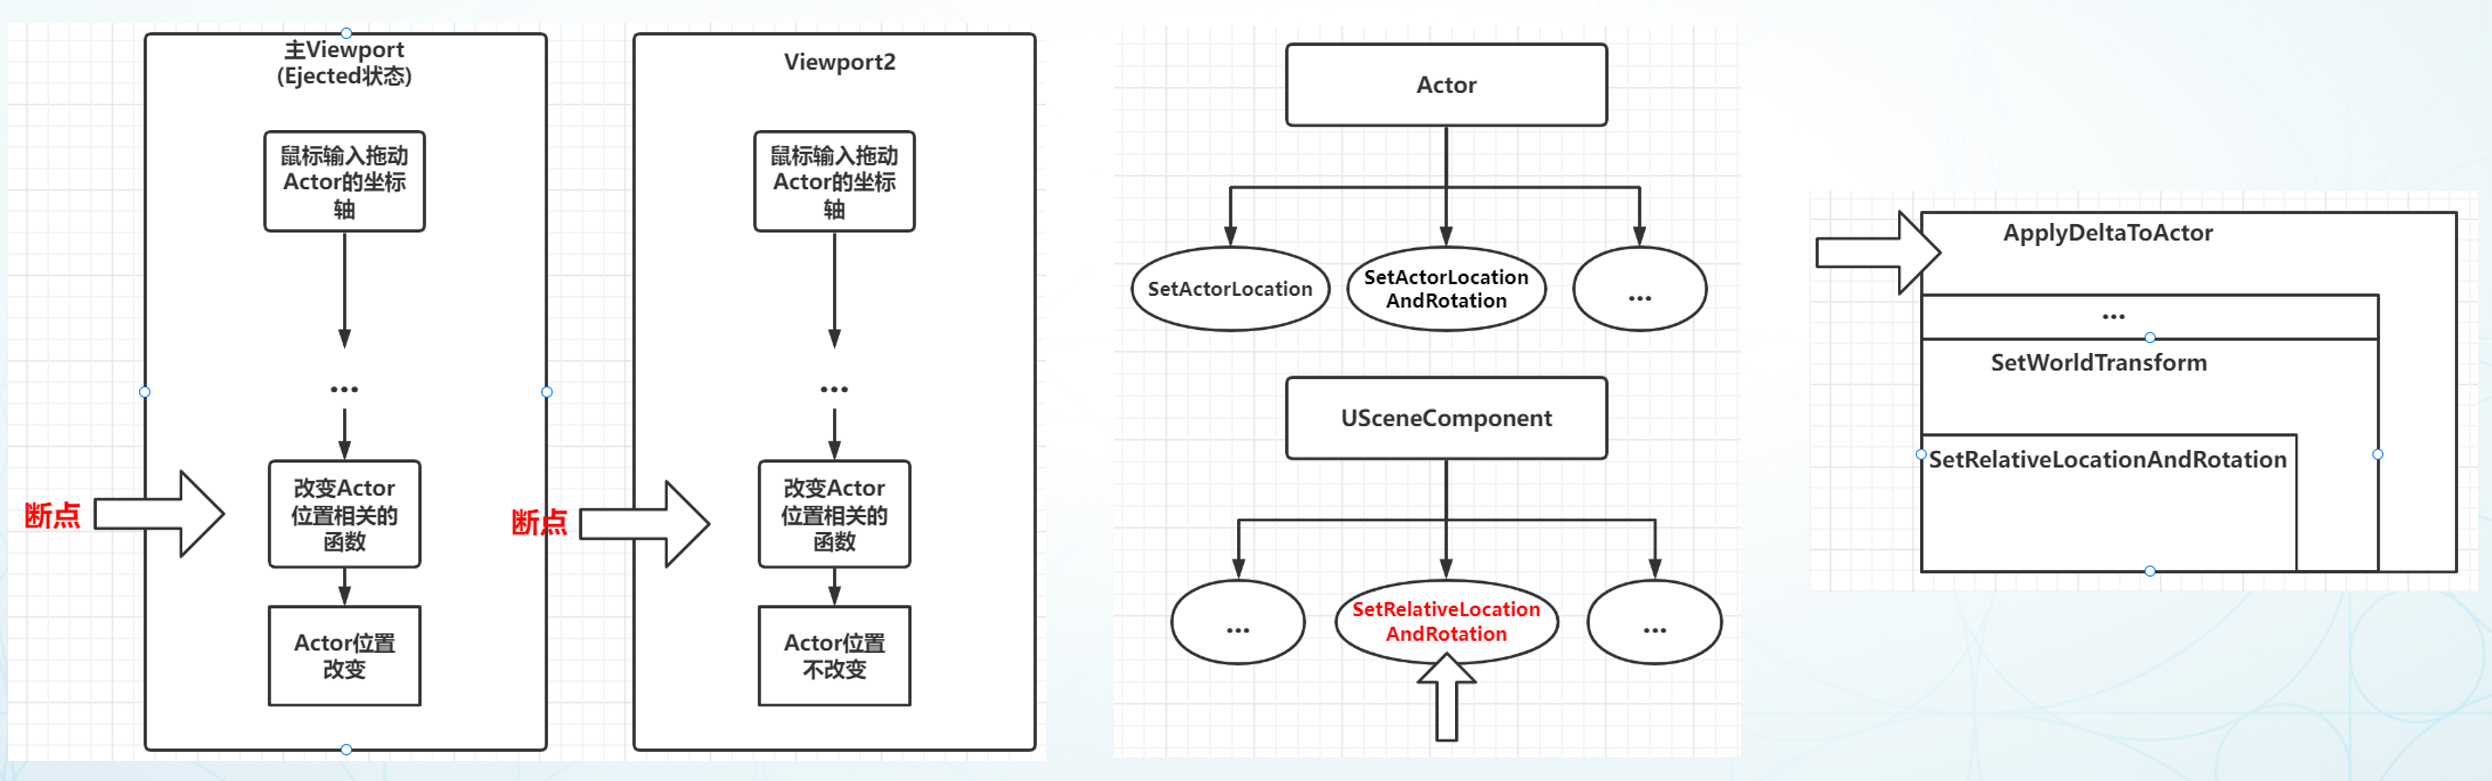 主Viewport
(Ejected状态)
鼠标输入拖动
Actor的坐标
轴
...
断点
改变Actor
位置相关的
函数
Actor位置
改变
Viewport2
鼠标输入拖动
Actor的坐标
轴
...
断点
改变Actor
位置相关的
函数
Actor位置
不改变
Actor
SetActorLocation
SetActorLocation
AndRotation
...
USceneComponent
...
SetRelativeLocation
AndRotation
...
ApplyDeltaToActor
...
SetWorldTransform
SetRelativeLocationAndRotation